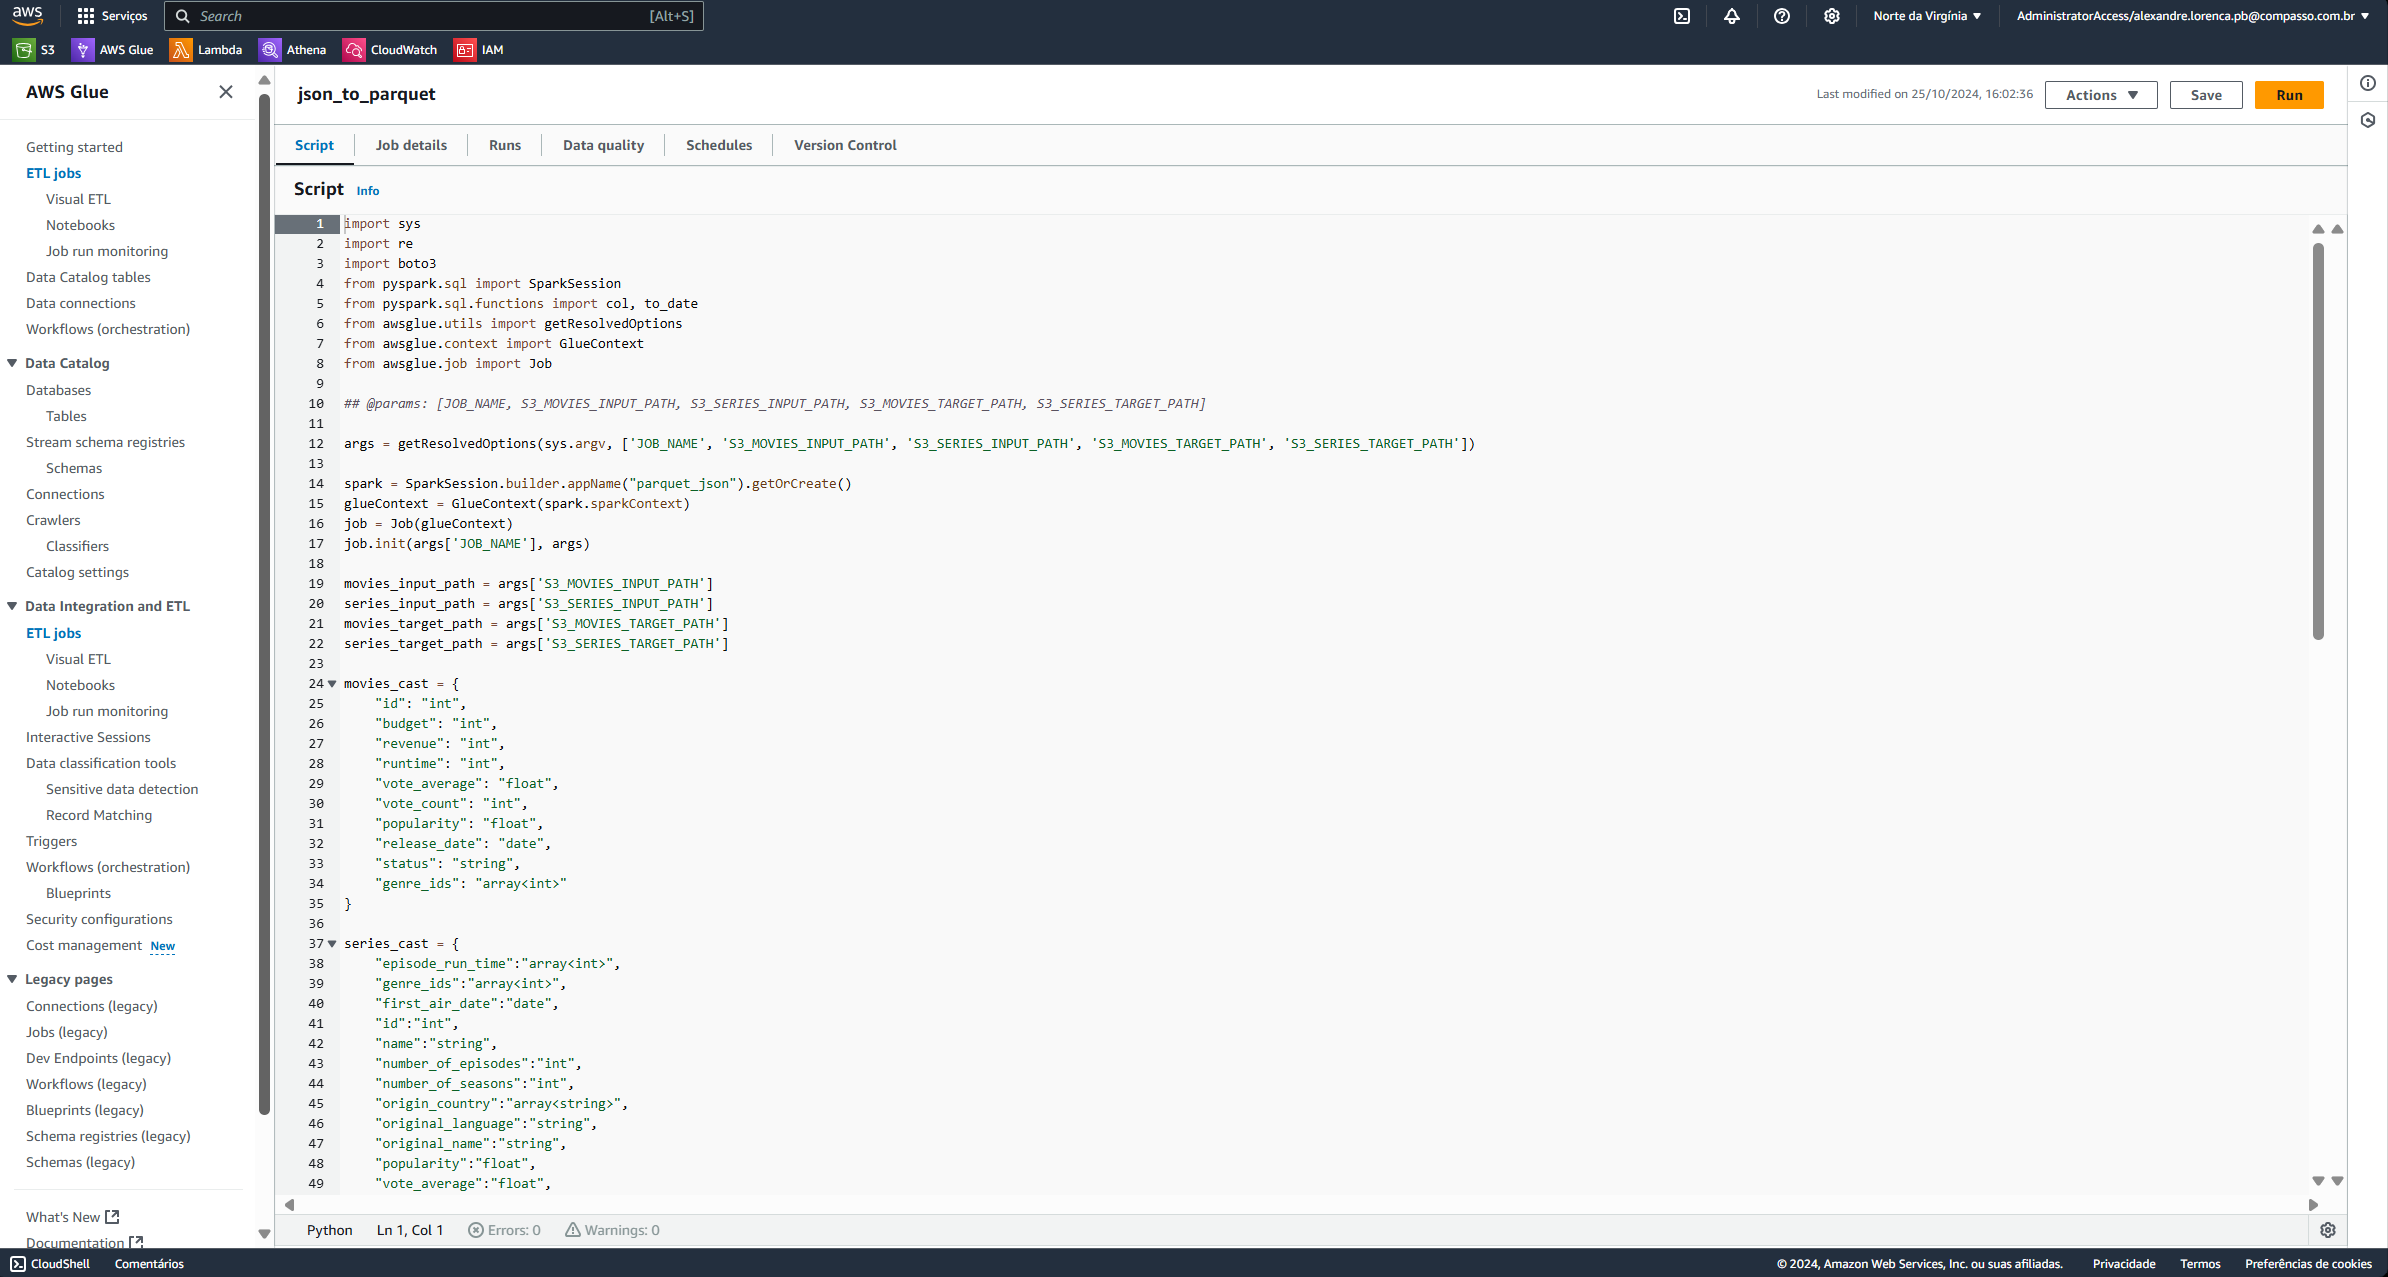 aws
Serviços
Search
[Alt+S]
Norte da Virgínia
AdministratorAccess/alexandre.lorenca.pb@compasso.com.br
S3
AWS Glue
Lambda
Athena
CloudWatch
IAM
AWS Glue
Getting started
ETL jobs
Visual ETL
Notebooks
Job run monitoring
Data Catalog tables
Data connections
Workflows (orchestration)
Data Catalog
Databases
Tables
Stream schema registries
Schemas
Connections
Crawlers
Classifiers
Catalog settings
Data Integration and ETL
ETL jobs
Visual ETL
Notebooks
Job run monitoring
Interactive Sessions
Data classification tools
Sensitive data detection
Record Matching
Triggers
Workflows (orchestration)
Blueprints
Security configurations
Cost management New
Legacy pages
Connections (legacy)
Jobs (legacy)
Dev Endpoints (legacy)
Workflows (legacy)
Blueprints (legacy)
Schema registries (legacy)
Schemas (legacy)
What's New
Documentation
json_to_parquet
Last modified on 25/10/2024, 16:02:36
Actions
Save
Run
Script
Job details
Runs
Data quality
Schedules
Version Control
Script Info
1 import sys
2 import re
3 import boto3
4 from pyspark.sql import SparkSession
5 from pyspark.sql.functions import col, to_date
6 from awsglue.utils import getResolvedOptions
7 from awsglue.context import GlueContext
8 from awsglue.job import Job
9
10 ## @params: [JOB_NAME, S3_MOVIES_INPUT_PATH, S3_SERIES_INPUT_PATH, S3_MOVIES_TARGET_PATH, S3_SERIES_TARGET_PATH]
11
12 args = getResolvedOptions(sys.argv, ['JOB_NAME', 'S3_MOVIES_INPUT_PATH', 'S3_SERIES_INPUT_PATH', 'S3_MOVIES_TARGET_PATH', 'S3_SERIES_TARGET_PATH'])
13
14 spark = SparkSession.builder.appName("parquet_json").getOrCreate()
15 glueContext = GlueContext(spark.sparkContext)
16 job = Job(glueContext)
17 job.init(args['JOB_NAME'], args)
18
19 movies_input_path = args['S3_MOVIES_INPUT_PATH']
20 series_input_path = args['S3_SERIES_INPUT_PATH']
21 movies_target_path = args['S3_MOVIES_TARGET_PATH']
22 series_target_path = args['S3_SERIES_TARGET_PATH']
23
24 movies_cast = {
25 "id": "int",
26 "budget": "int",
27 "revenue": "int",
28 "runtime": "int",
29 "vote_average": "float",
30 "vote_count": "int",
31 "popularity": "float",
32 "release_date": "date",
33 "status": "string",
34 "genre_ids": "array<int>"
35 }
36
37 series_cast = {
38 "episode_run_time":"array<int>",
39 "genre_ids":"array<int>",
40 "first_air_date":"date",
41 "id":"int",
42 "name":"string",
43 "number_of_episodes":"int",
44 "number_of_seasons":"int",
45 "origin_country":"array<string>",
46 "original_language":"string",
47 "original_name":"string",
48 "popularity":"float",
49 "vote_average":"float",
Python
Ln 1, Col 1
Errors: 0
Warnings: 0
CloudShell
Comentários
© 2024, Amazon Web Services, Inc. ou suas afiliadas.
Privacidade
Termos
Preferências de cookies